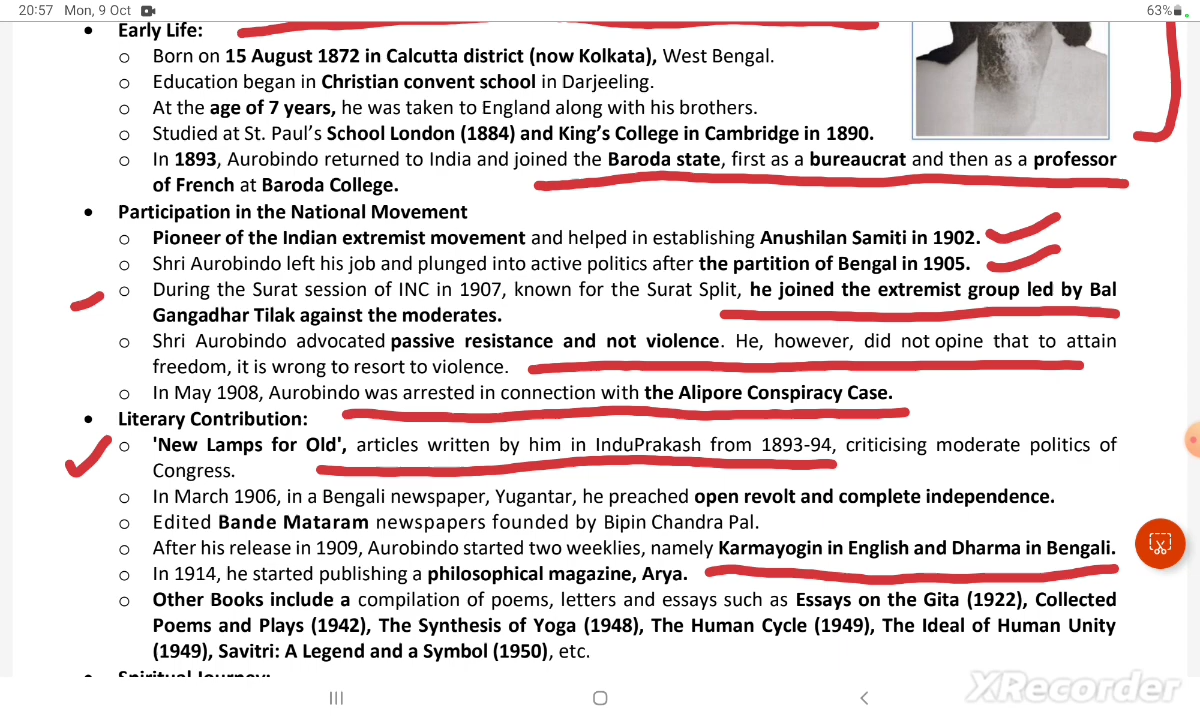 20:57 Mon, 9 Oct
63%
• Early Life:
o Born on 15 August 1872 in Calcutta district (now Kolkata), West Bengal.
o Education began in Christian convent school in Darjeeling.
o At the age of 7 years, he was taken to England along with his brothers.
o Studied at St. Paul’s School London (1884) and King’s College in Cambridge in 1890.
o In 1893, Aurobindo returned to India and joined the Baroda state, first as a bureaucrat and then as a professor
of French at Baroda College.
• Participation in the National Movement
o Pioneer of the Indian extremist movement and helped in establishing Anushilan Samiti in 1902.
o Shri Aurobindo left his job and plunged into active politics after the partition of Bengal in 1905.
o During the Surat session of INC in 1907, known for the Surat Split, he joined the extremist group led by Bal
Gangadhar Tilak against the moderates.
o Shri Aurobindo advocated passive resistance and not violence. He, however, did not opine that to attain
freedom, it is wrong to resort to violence.
o In May 1908, Aurobindo was arrested in connection with the Alipore Conspiracy Case.
• Literary Contribution:
o 'New Lamps for Old', articles written by him in InduPrakash from 1893-94, criticising moderate politics of
Congress.
o In March 1906, in a Bengali newspaper, Yugantar, he preached open revolt and complete independence.
o Edited Bande Mataram newspapers founded by Bipin Chandra Pal.
o After his release in 1909, Aurobindo started two weeklies, namely Karmayogin in English and Dharma in Bengali.
o In 1914, he started publishing a philosophical magazine, Arya.
o Other Books include a compilation of poems, letters and essays such as Essays on the Gita (1922), Collected
Poems and Plays (1942), The Synthesis of Yoga (1948), The Human Cycle (1949), The Ideal of Human Unity
(1949), Savitri: A Legend and a Symbol (1950), etc.
• Spiritual Journey:
XRecorder